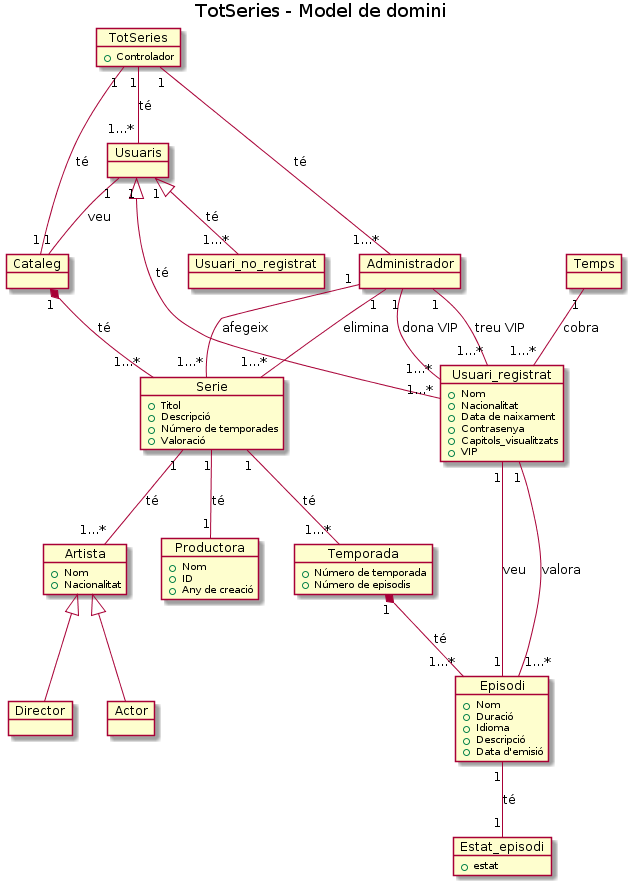 TotSeries - Model de domini
TotSeries
Controlador
1 1 1
té
1...*
Usuaris
té
té
1 1 1
veu
té
1...*
1 1
1...*
Cataleg
Usuari_no_registrat
Administrador
Temps
1
té
1
1 1 1
1
té
afegeix
elimina
dona VIP
treu VIP
cobra
1...*
1...*
1...*
1...*
1...*
1...*
1...*
Serie
Titol
Descripció
Número de temporades
Valoració
Usuari_registrat
Nom
Nacionalitat
Data de naixament
Contrasenya
Capitols_visualitzats
VIP
1 1 1
1 1
té
té
té
1...*
1
1...*
Artista
Nom
Nacionalitat
Productora
Nom
ID
Any de creació
Temporada
Número de temporada
Número de episodis
veu
valora
1
té
1...*
1
1...*
Director
Actor
Episodi
Nom
Duració
Idioma
Descripció
Data d'emisió
1
té
1
Estat_episodi
estat